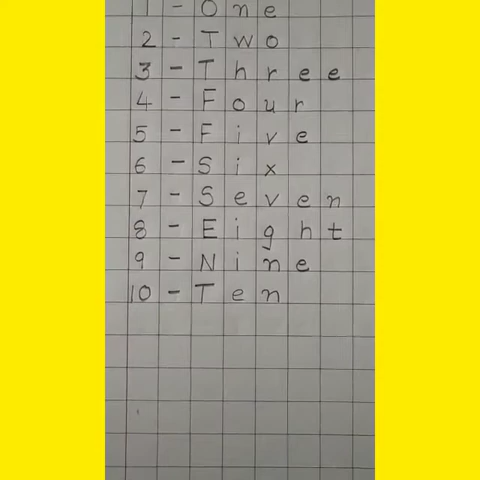 1 - One
2 - Two
3 - Three
4 - Four
5 - Five
6 - Six
7 - Seven
8 - Eight
9 - Nine
10 - Ten